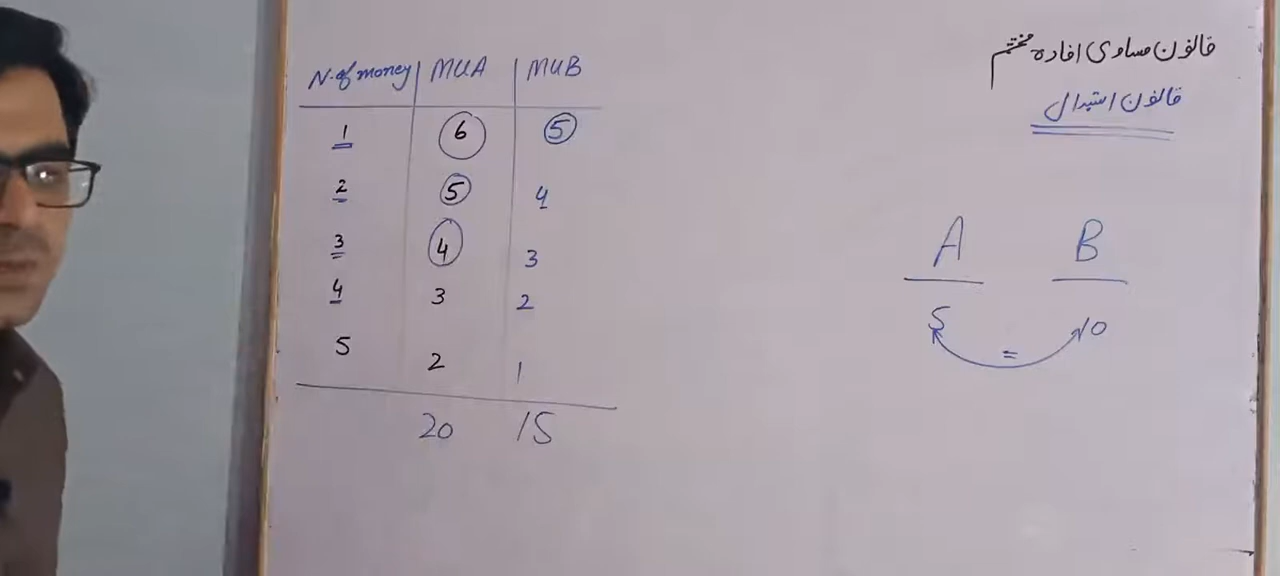 قانون مساوی افادہ مختتم
قانون استبدال
N. of money MUA MUB
1 6 5
2 5 4
3 4 3
4 3 2
5 2 1
20 15
A B
5 = 10